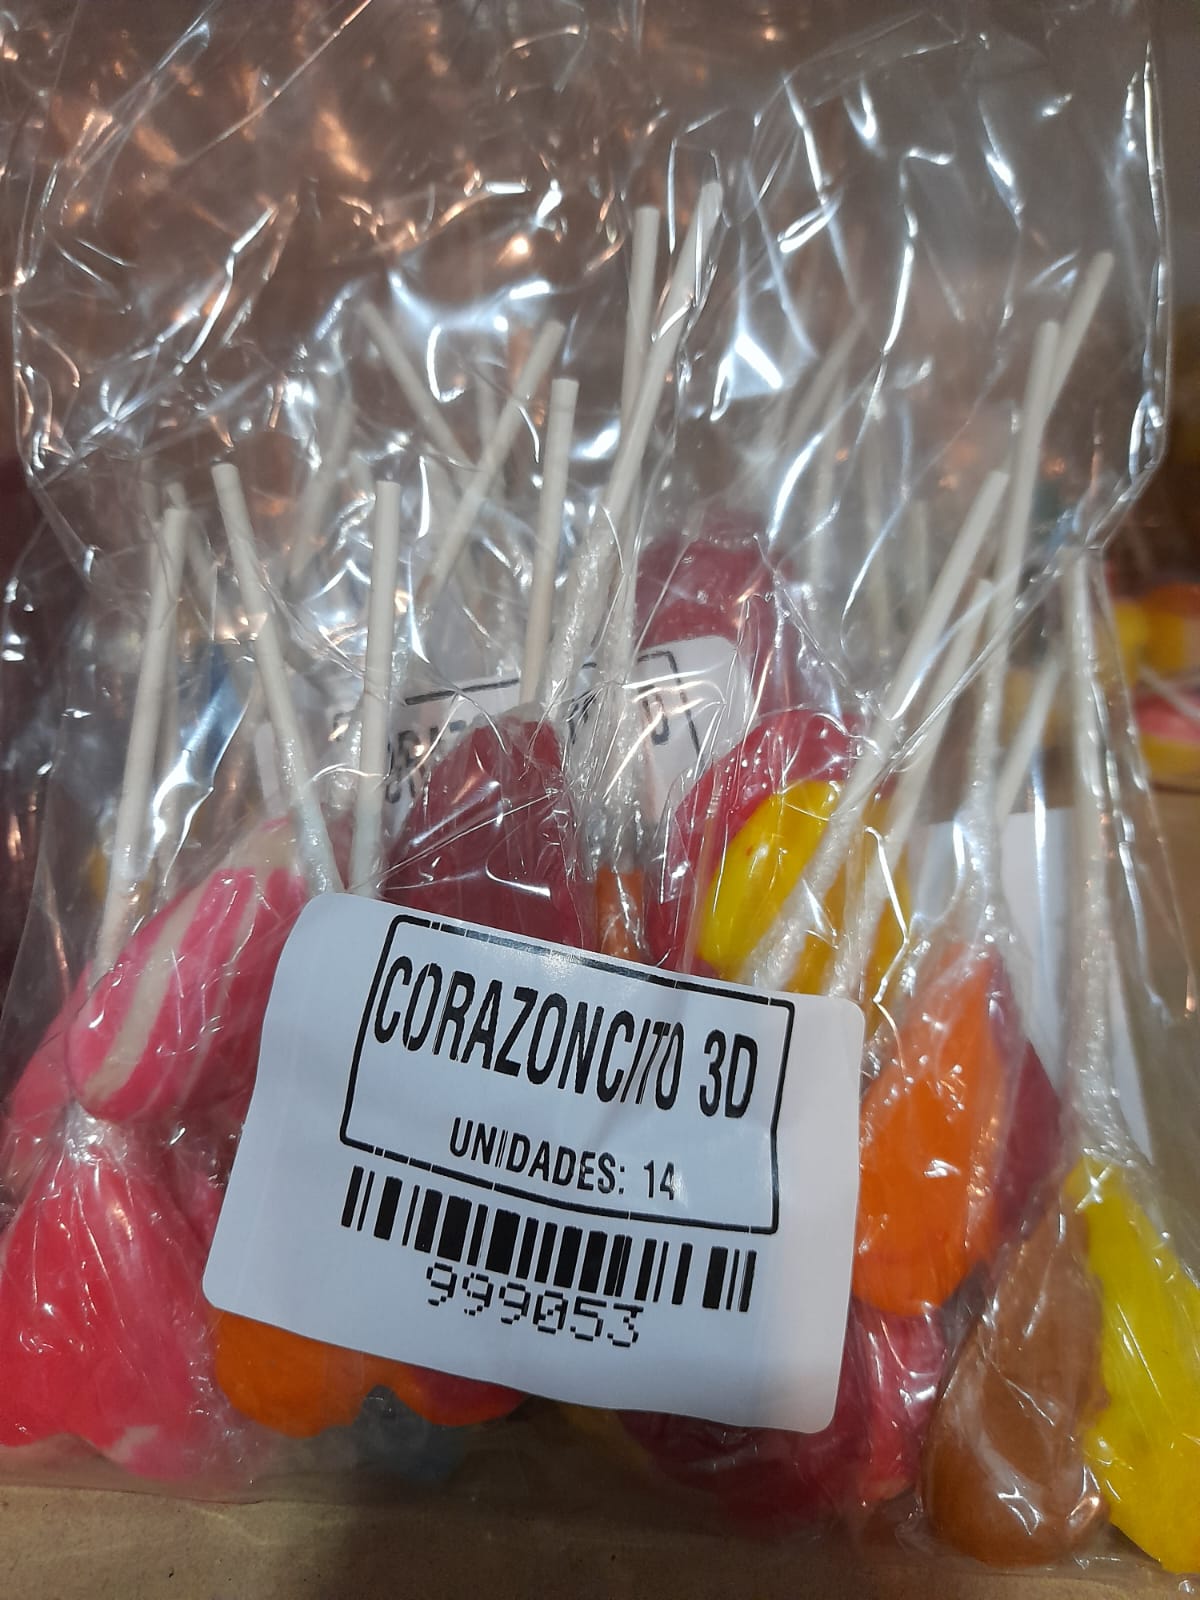 CORAZONCITO 3D
UNIDADES: 14
999053